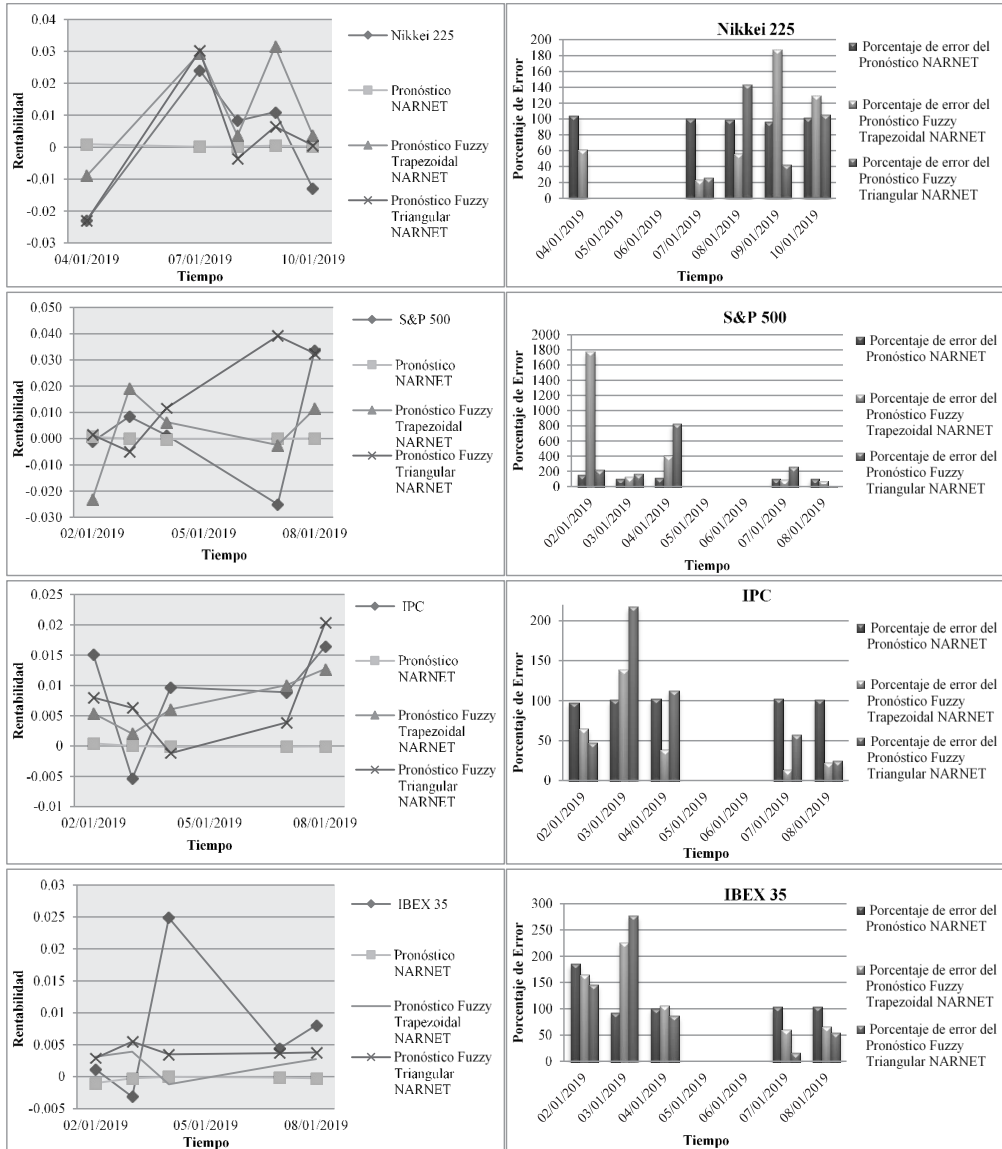 0.04
0.03
0.02
0.01
0
-0.01
-0.02
-0.03
Rentabilidad
04/01/2019
07/01/2019
10/01/2019
Tiempo
Nikkei 225
Pronóstico
NARNET
Pronóstico Fuzzy
Trapezoidal
NARNET
Pronóstico Fuzzy
Triangular
NARNET
Nikkei 225
200
180
160
140
120
100
80
60
40
20
0
Porcentaje de Error
04/01/2019
05/01/2019
06/01/2019
07/01/2019
08/01/2019
09/01/2019
10/01/2019
Tiempo
Porcentaje de error del
Pronóstico NARNET
Porcentaje de error del
Pronóstico Fuzzy
Trapezoidal NARNET
Porcentaje de error del
Pronóstico Fuzzy
Triangular NARNET
0.050
0.040
0.030
0.020
0.010
0.000
-0.010
-0.020
-0.030
Rentabilidad
02/01/2019
05/01/2019
08/01/2019
Tiempo
S&P 500
Pronóstico
NARNET
Pronóstico Fuzzy
Trapezoidal
NARNET
Pronóstico Fuzzy
Triangular
NARNET
S&P 500
2000
1800
1600
1400
1200
1000
800
600
400
200
0
Porcentaje de Error
02/01/2019
03/01/2019
04/01/2019
05/01/2019
06/01/2019
07/01/2019
08/01/2019
Tiempo
Porcentaje de error del
Pronóstico NARNET
Porcentaje de error del
Pronóstico Fuzzy
Trapezoidal NARNET
Porcentaje de error del
Pronóstico Fuzzy
Triangular NARNET
0.025
0.02
0.015
0.01
0.005
0
-0.005
-0.01
Rentabilidad
02/01/2019
05/01/2019
08/01/2019
Tiempo
IPC
Pronóstico
NARNET
Pronóstico Fuzzy
Trapezoidal
NARNET
Pronóstico Fuzzy
Triangular
NARNET
IPC
200
150
100
50
0
Porcentaje de Error
02/01/2019
03/01/2019
04/01/2019
05/01/2019
06/01/2019
07/01/2019
08/01/2019
Tiempo
Porcentaje de error del
Pronóstico NARNET
Porcentaje de error del
Pronóstico Fuzzy
Trapezoidal NARNET
Porcentaje de error del
Pronóstico Fuzzy
Triangular NARNET
0.03
0.025
0.02
0.015
0.01
0.005
0
-0.005
Rentabilidad
02/01/2019
05/01/2019
08/01/2019
Tiempo
IBEX 35
Pronóstico
NARNET
Pronóstico Fuzzy
Trapezoidal
NARNET
Pronóstico Fuzzy
Triangular
NARNET
IBEX 35
300
250
200
150
100
50
0
Porcentaje de Error
02/01/2019
03/01/2019
04/01/2019
05/01/2019
06/01/2019
07/01/2019
08/01/2019
Tiempo
Porcentaje de error del
Pronóstico NARNET
Porcentaje de error del
Pronóstico Fuzzy
Trapezoidal NARNET
Porcentaje de error del
Pronóstico Fuzzy
Triangular NARNET